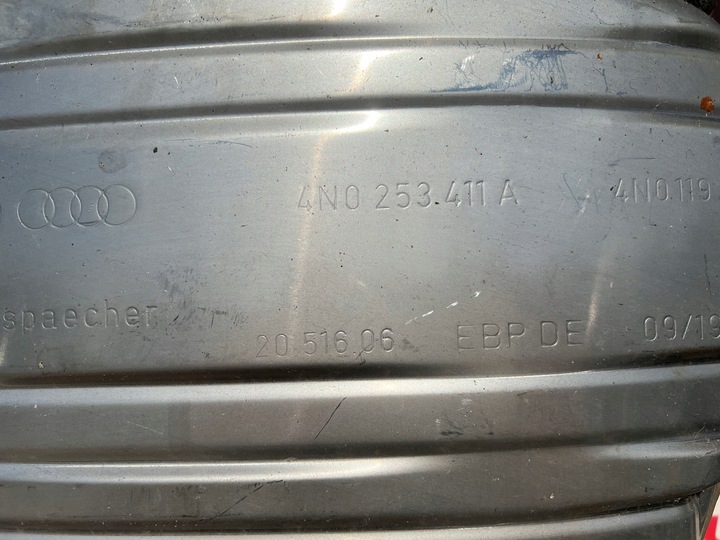 4N0 253 411 A 4N0.119
spaecher
20 516 06 EBP DE 09/19